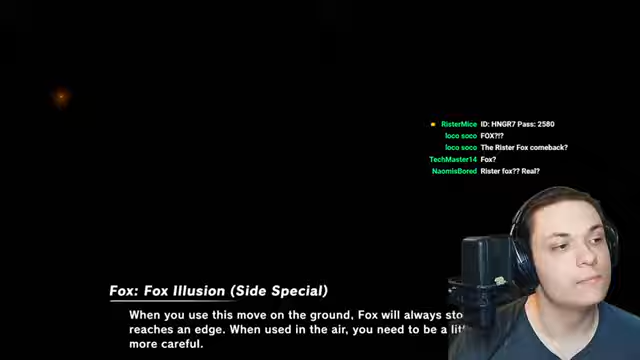 RisterMice ID: HNGR7 Pass: 2580
loco soco FOX?!?
loco soco The Rister Fox comeback?
TechMaster14 Fox?
NaomisBored Rister fox?? Real?
Fox: Fox Illusion (Side Special)
When you use this move on the ground, Fox will always
reaches an edge. When used in the air, you need to be a
more careful.